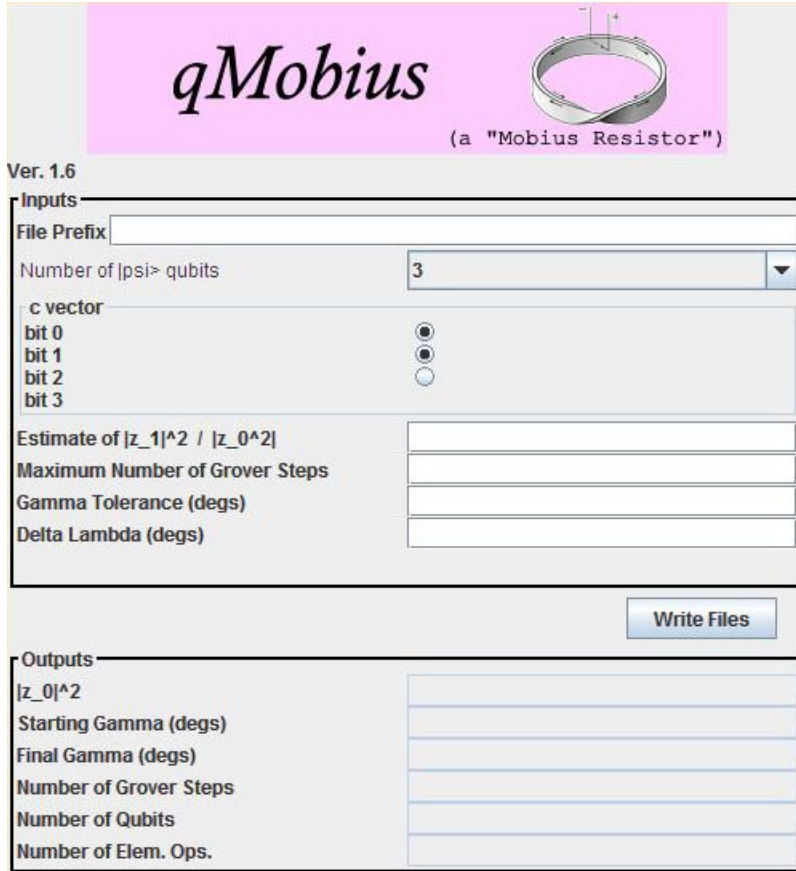 - +
qMobius
(a "Mobius Resistor")
Ver. 1.6
Inputs
File Prefix
Number of |psi> qubits 3
c vector
bit 0
bit 1
bit 2
bit 3
Estimate of |z_1|^2 / |z_0^2|
Maximum Number of Grover Steps
Gamma Tolerance (degs)
Delta Lambda (degs)
Write Files
Outputs
|z_0|^2
Starting Gamma (degs)
Final Gamma (degs)
Number of Grover Steps
Number of Qubits
Number of Elem. Ops.